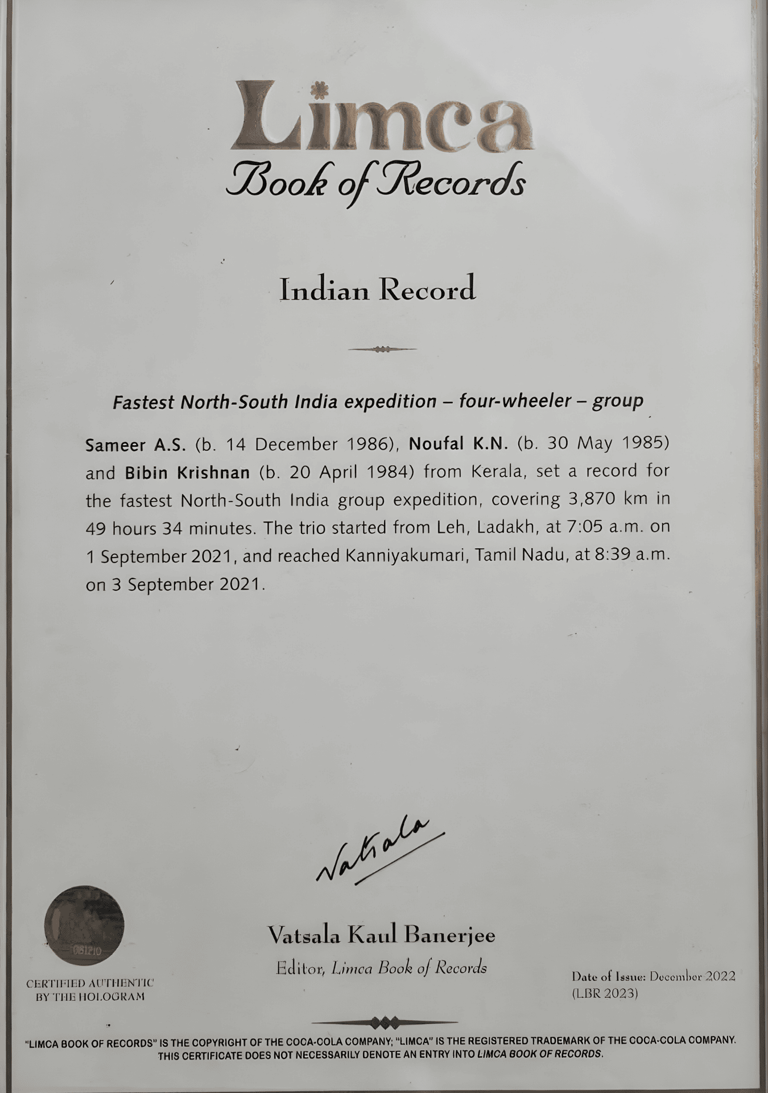 Limca
Book of Records
Indian Record
Fastest North-South India expedition – four-wheeler – group
Sameer A.S. (b. 14 December 1986), Noufal K.N. (b. 30 May 1985)
and Bibin Krishnan (b. 20 April 1984) from Kerala, set a record for
the fastest North-South India group expedition, covering 3,870 km in
49 hours 34 minutes. The trio started from Leh, Ladakh, at 7:05 a.m. on
1 September 2021, and reached Kanniyakumari, Tamil Nadu, at 8:39 a.m.
on 3 September 2021.
Vatsala
Vatsala Kaul Banerjee
Editor, Limca Book of Records
CERTIFIED AUTHENTIC
BY THE HOLOGRAM
Date of Issue: December 2022
(LBR 2023)
"LIMCA BOOK OF RECORDS" IS THE COPYRIGHT OF THE COCA-COLA COMPANY; "LIMCA" IS THE REGISTERED TRADEMARK OF THE COCA-COLA COMPANY.
THIS CERTIFICATE DOES NOT NECESSARILY DENOTE AN ENTRY INTO LIMCA BOOK OF RECORDS.